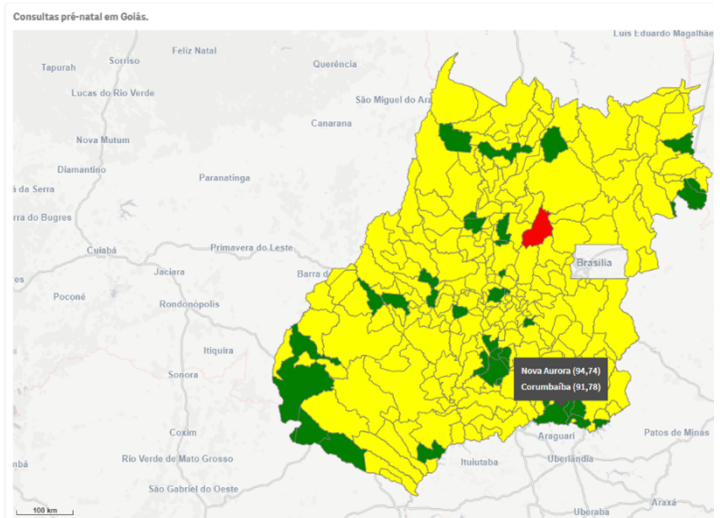 Consultas pré-natal em Goiás.
Luís Eduardo Magalhãe
Feliz Natal
Sorriso
Tapurah
Querência
Lucas do Rio Verde
São Miguel do Ara
Canarana
Nova Mutum
Diamantino
Paranatinga
á da Serra
rra do Bugres
Cuiabá
Primavera do Leste
Barra d
Brasília
Jaciara
es
Poconé
Rondonópolis
Itiquira
Sonora
Nova Aurora (94,74)
Corumbaíba (91,78)
Coxim
Araguari
Patos de Minas
mbá
Rio Verde de Mato Grosso
Ituiutaba
Uberlândia
São Gabriel do Oeste
Araxá
100 km
Uberaba